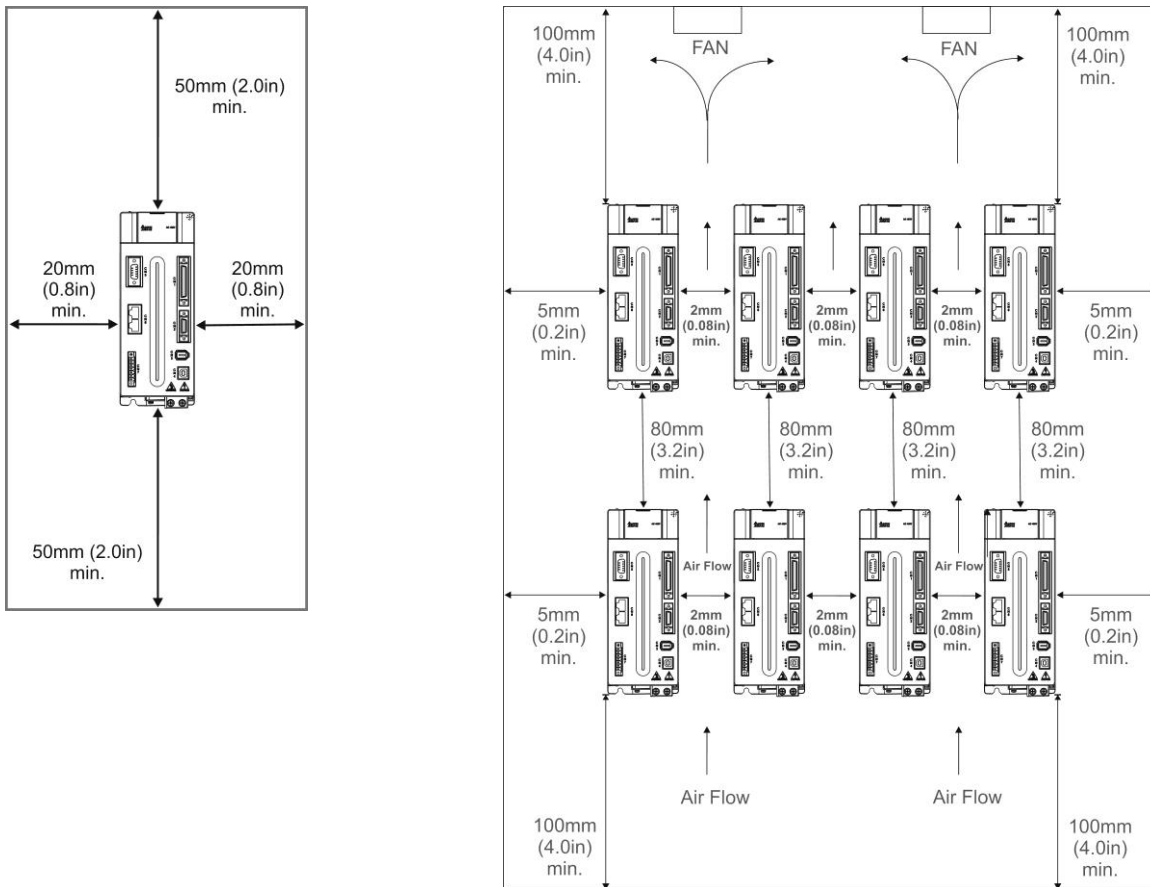 50mm (2.0in)
min.
20mm
(0.8in)
min.
20mm
(0.8in)
min.
50mm (2.0in)
min.
100mm
(4.0in)
min.
FAN
FAN
100mm
(4.0in)
min.
5mm
(0.2in)
min.
2mm
(0.08in)
min.
2mm
(0.08in)
min.
2mm
(0.08in)
min.
5mm
(0.2in)
min.
80mm
(3.2in)
min.
80mm
(3.2in)
min.
80mm
(3.2in)
min.
80mm
(3.2in)
min.
Air Flow
Air Flow
5mm
(0.2in)
min.
2mm
(0.08in)
min.
2mm
(0.08in)
min.
2mm
(0.08in)
min.
5mm
(0.2in)
min.
Air Flow
Air Flow
100mm
(4.0in)
min.
100mm
(4.0in)
min.